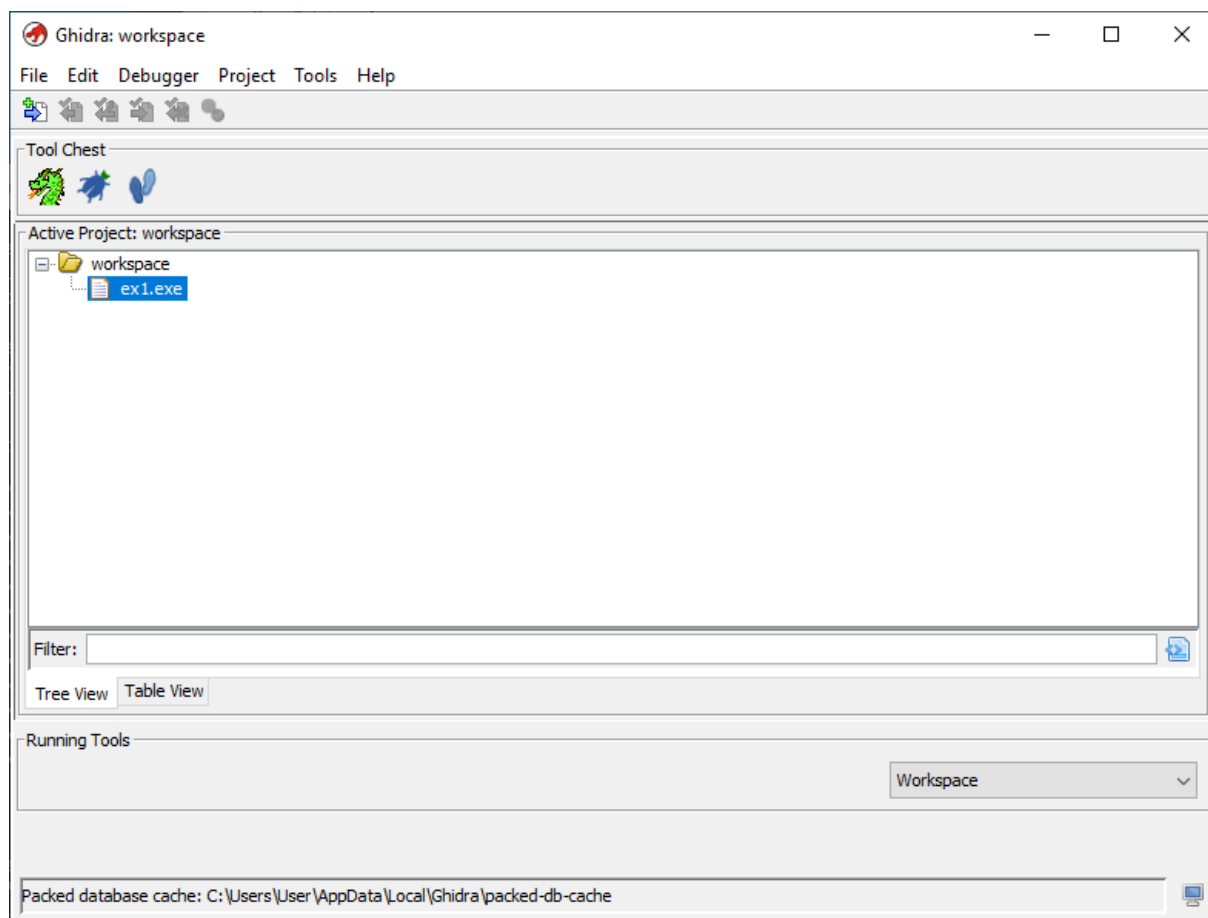 Ghidra: workspace
File Edit Debugger Project Tools Help
Tool Chest
Active Project: workspace
workspace
ex1.exe
Filter:
Tree View Table View
Running Tools
Workspace
Packed database cache: C:\Users\User\AppData\Local\Ghidra\packed-db-cache